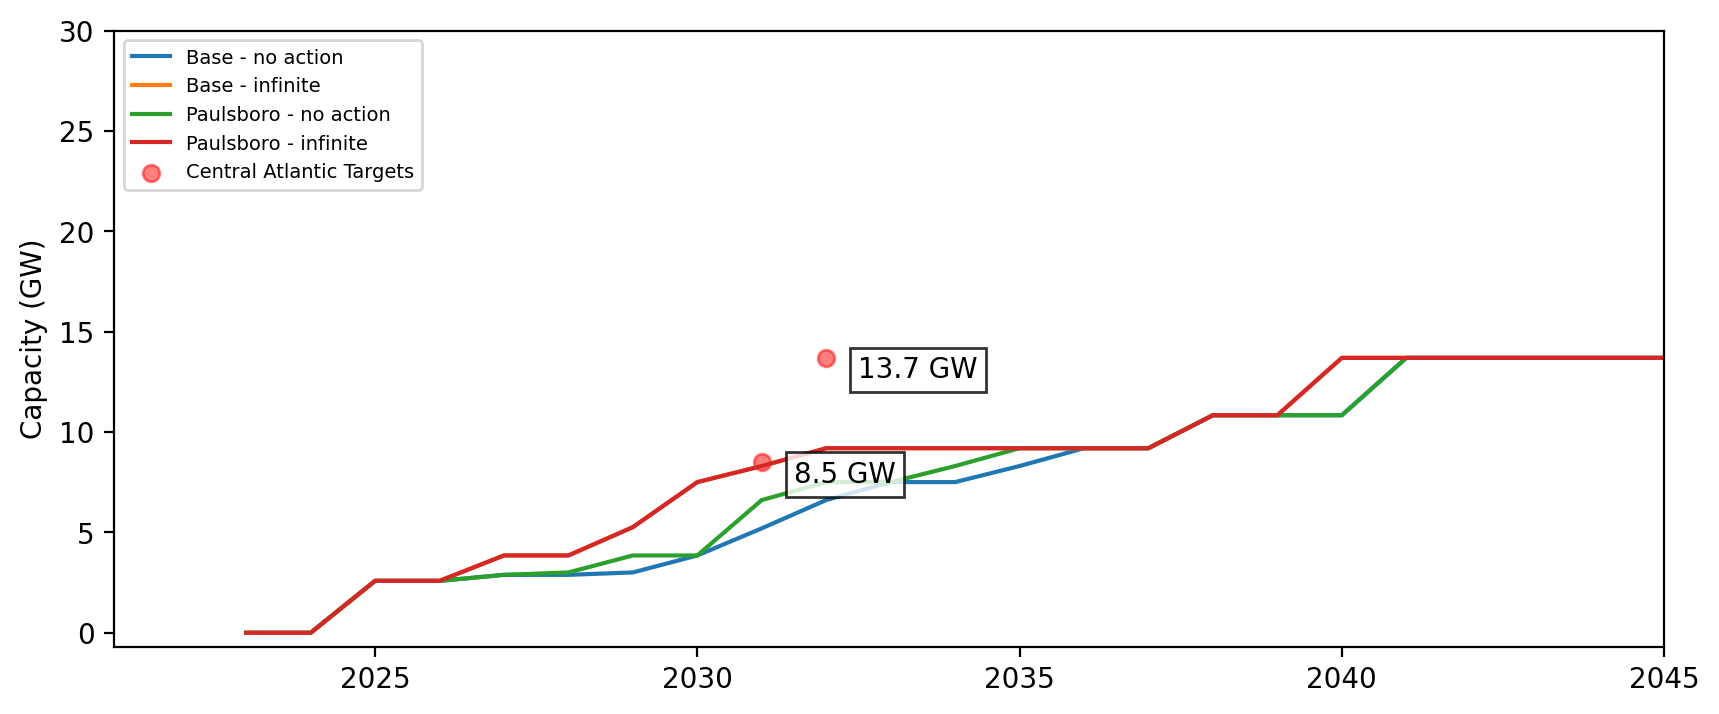 30
25
20
15
10
5
0
Capacity (GW)
Base - no action
Base - infinite
Paulsboro - no action
Paulsboro - infinite
Central Atlantic Targets
13.7 GW
8.5 GW
2025
2030
2035
2040
2045